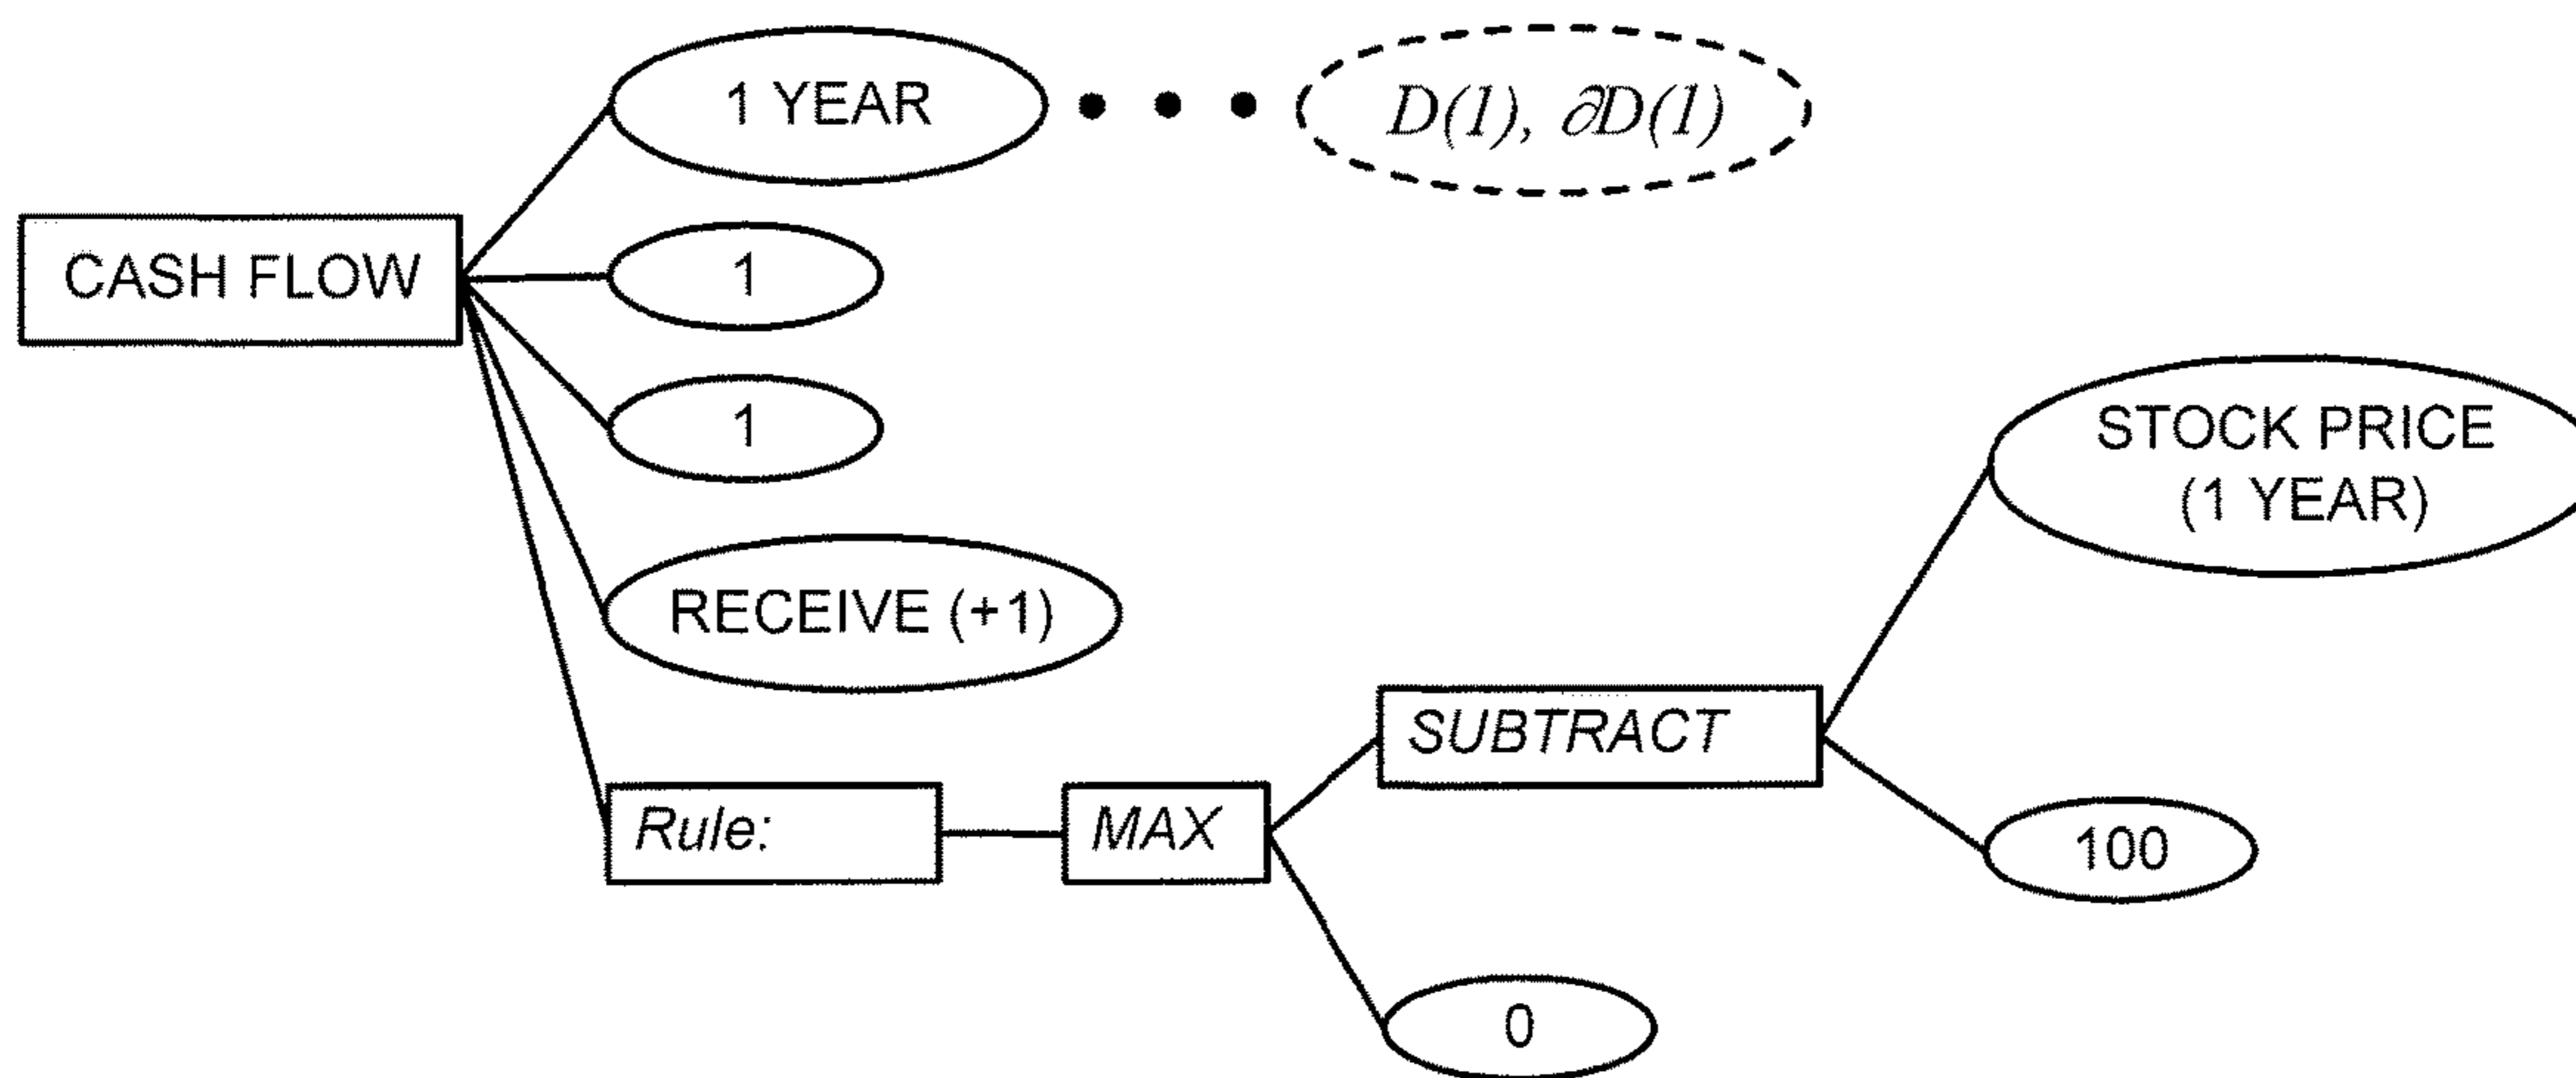 1 YEAR
D(1), ∂D(1)
CASH FLOW
1
1
STOCK PRICE
(1 YEAR)
RECEIVE (+1)
SUBTRACT
Rule:
MAX
100
0